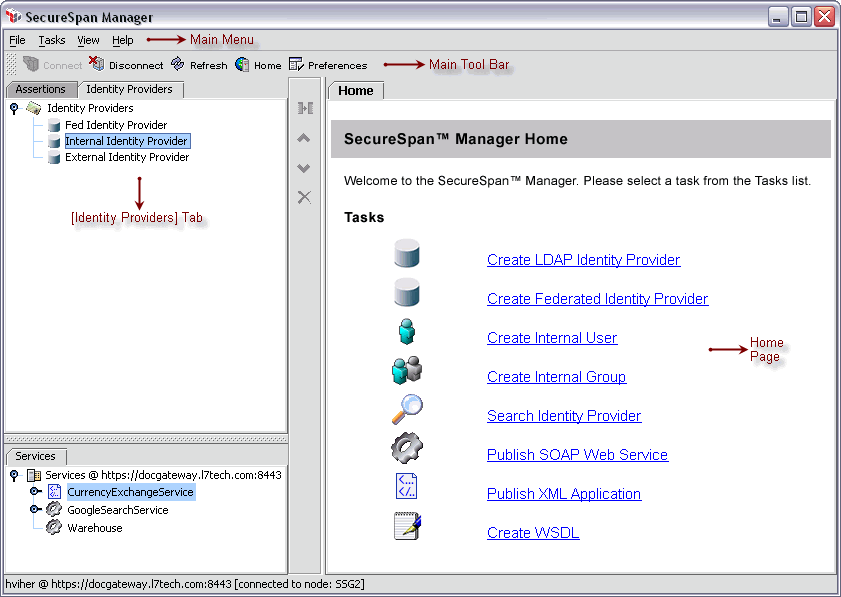 SecureSpan Manager
File Tasks View Help Main Menu
Connect Disconnect Refresh Home Preferences Main Tool Bar
Assertions Identity Providers
Identity Providers
Fed Identity Provider
Internal Identity Provider
External Identity Provider
[Identity Providers] Tab
Home
SecureSpan™ Manager Home
Welcome to the SecureSpan™ Manager. Please select a task from the Tasks list.
Tasks
Create LDAP Identity Provider
Create Federated Identity Provider
Create Internal User
Create Internal Group
Search Identity Provider
Publish SOAP Web Service
Publish XML Application
Create WSDL
Home
Page
Services
Services @ https://docgateway.l7tech.com:8443
CurrencyExchangeService
GoogleSearchService
Warehouse
hviher @ https://docgateway.l7tech.com:8443 [connected to node: SSG2]